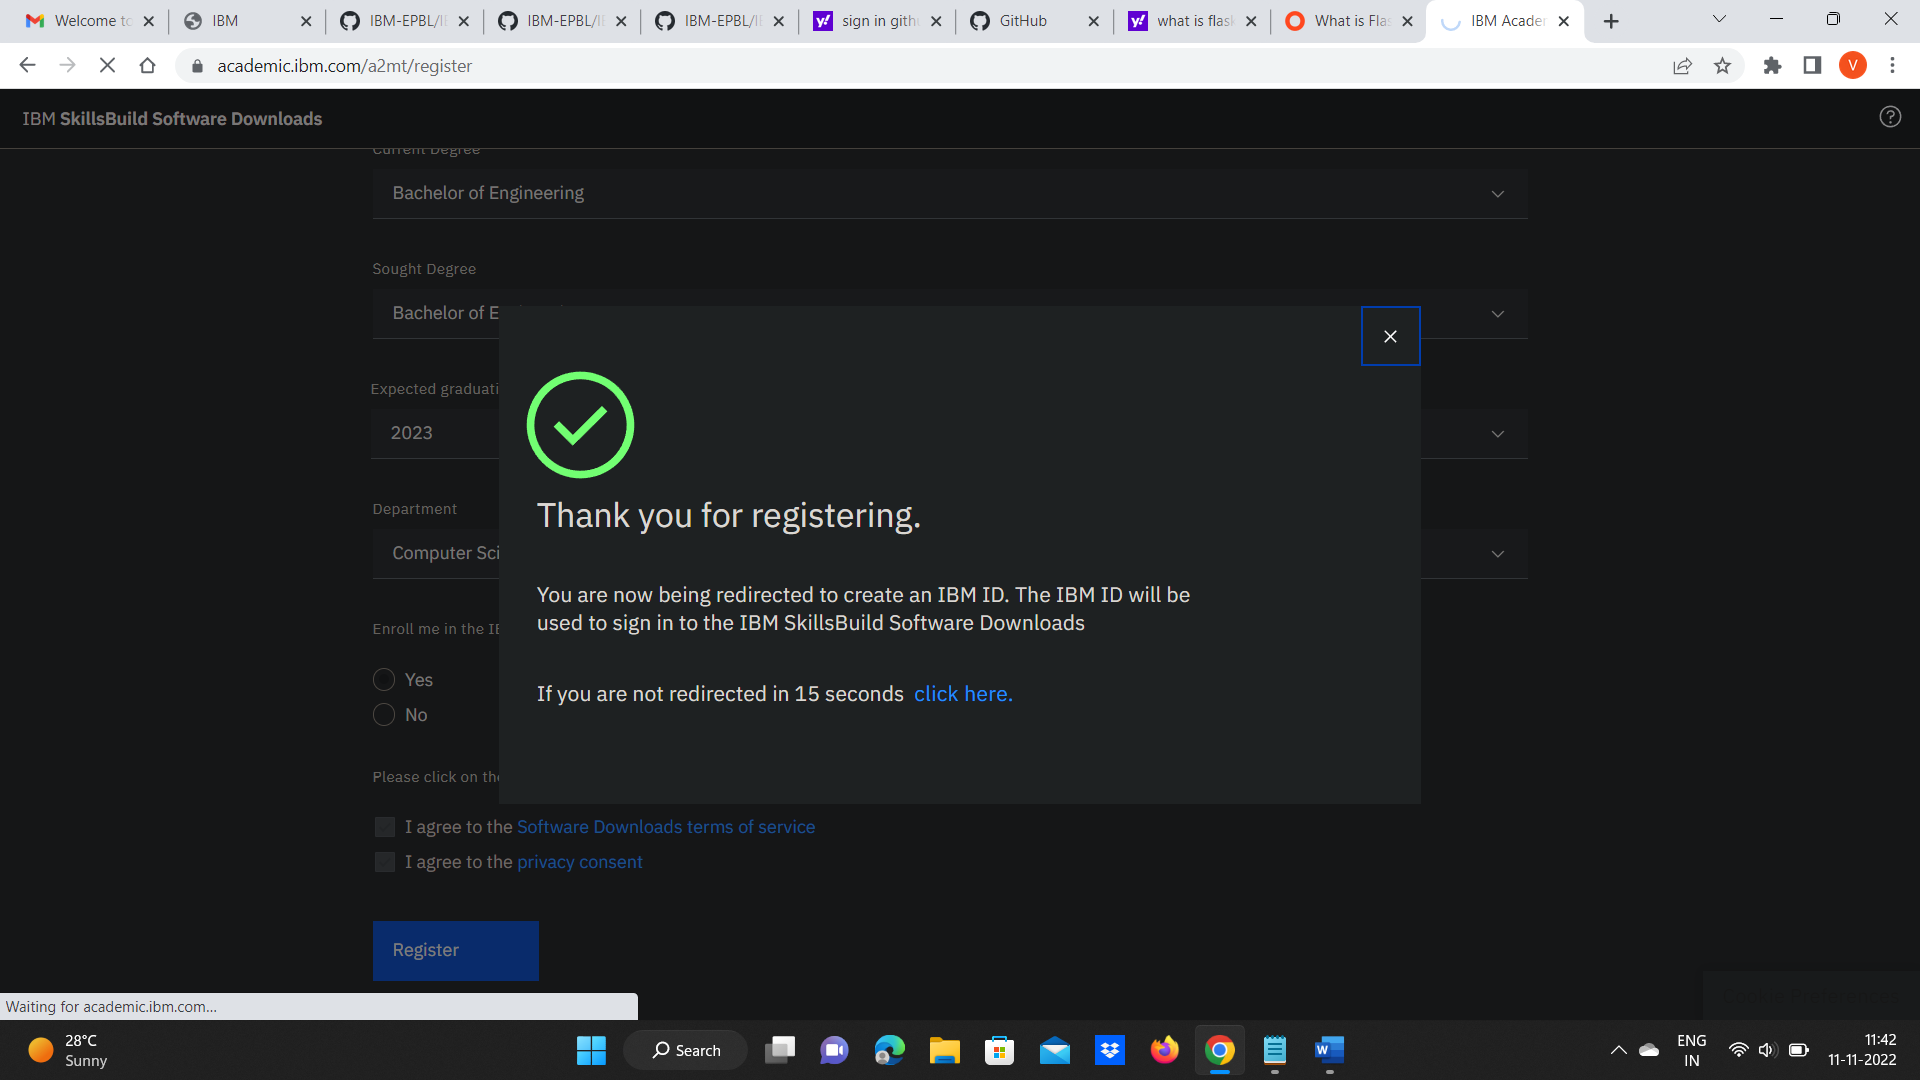 Welcome to
IBM
IBM-EPBL/I
IBM-EPBL/I
IBM-EPBL/I
sign in gith
GitHub
what is flask
What is Flas
IBM Acade
academic.ibm.com/a2mt/register
V
IBM SkillsBuild Software Downloads
Current Degree
Bachelor of Engineering
Sought Degree
Bachelor of E
Expected graduati
2023
Department
Computer Sci
Enroll me in the IB
Yes
No
Please click on the
I agree to the Software Downloads terms of service
I agree to the privacy consent
Register
Thank you for registering.
You are now being redirected to create an IBM ID. The IBM ID will be
used to sign in to the IBM SkillsBuild Software Downloads
If you are not redirected in 15 seconds click here.
Waiting for academic.ibm.com...
28°C
Sunny
Search
ENG
IN
11:42
11-11-2022